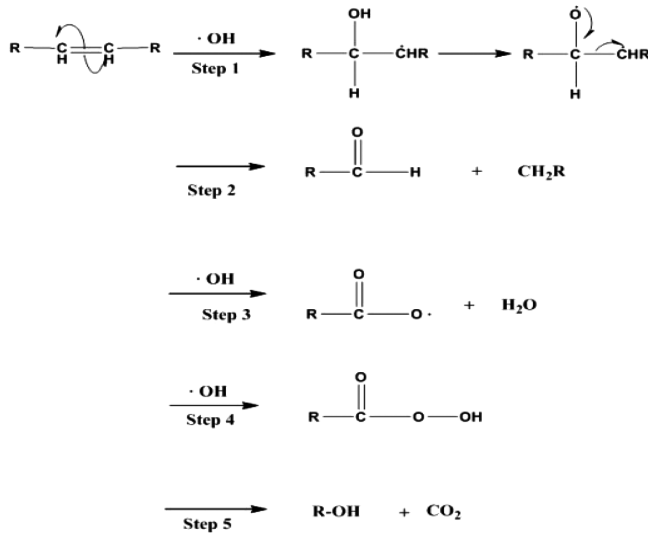 OH
Ȯ
R C H C H R
· OH
Step 1
R C ĊHR
H
R C CHR
H
O
Step 2
R C H + CH₂R
· OH
Step 3
O
R C O · + H₂O
· OH
Step 4
O
R C O OH
Step 5
R-OH + CO₂